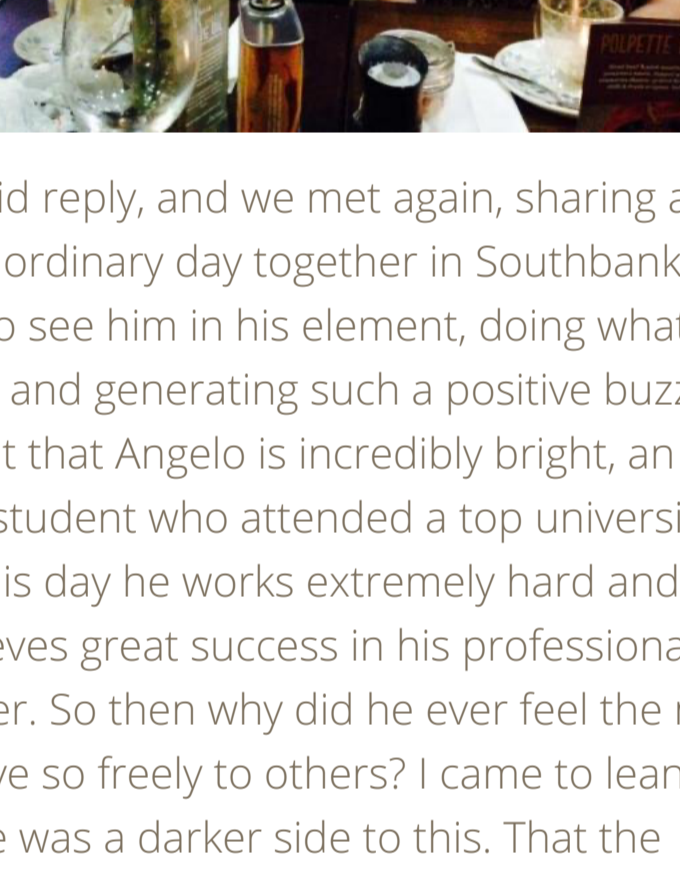 POLPETTE
id reply, and we met again, sharing a
ordinary day together in Southbank
o see him in his element, doing what
and generating such a positive buzz
t that Angelo is incredibly bright, an
student who attended a top universi
is day he works extremely hard and
eves great success in his professiona
er. So then why did he ever feel the
ve so freely to others? I came to lean
e was a darker side to this. That the